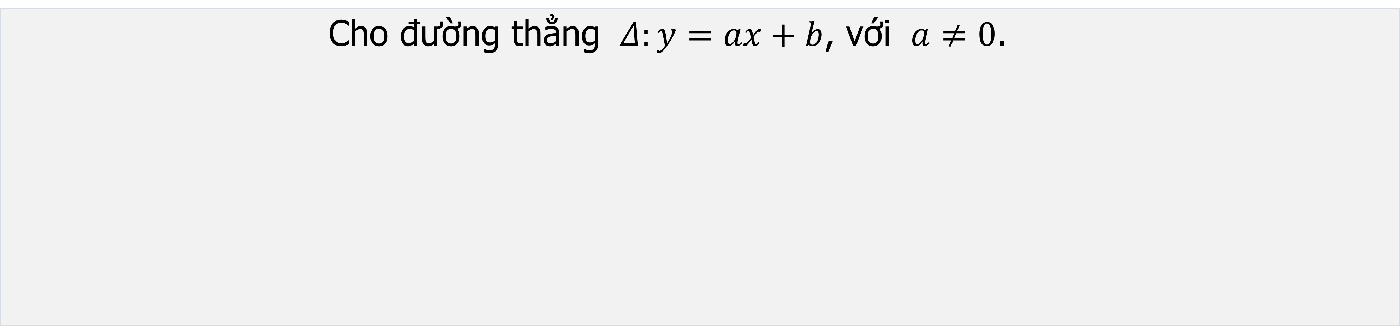 Cho đường thẳng Δ: y = ax + b, với a ≠ 0.